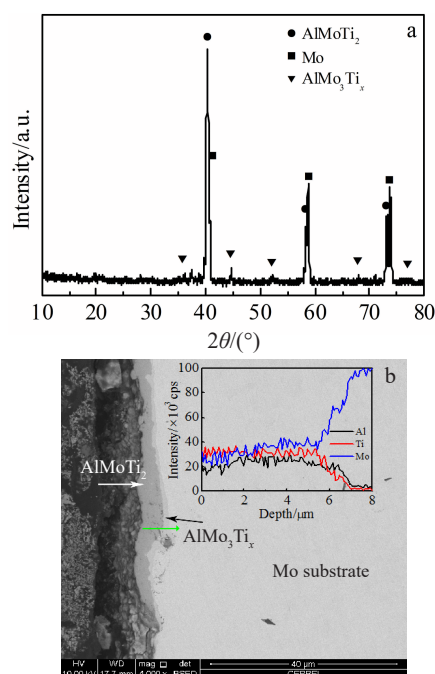 a
● AlMoTi2
■ Mo
▼ AlMo3Tix
Intensity/a.u.
10 20 30 40 50 60 70 80
2θ/(°)
b
100
80
60
40
20
0
Intensity/×10³ cps
Al
Ti
Mo
0 2 4 6 8
Depth/μm
AlMoTi2
AlMo3Tix
Mo substrate
HV WD mag det 40 μm